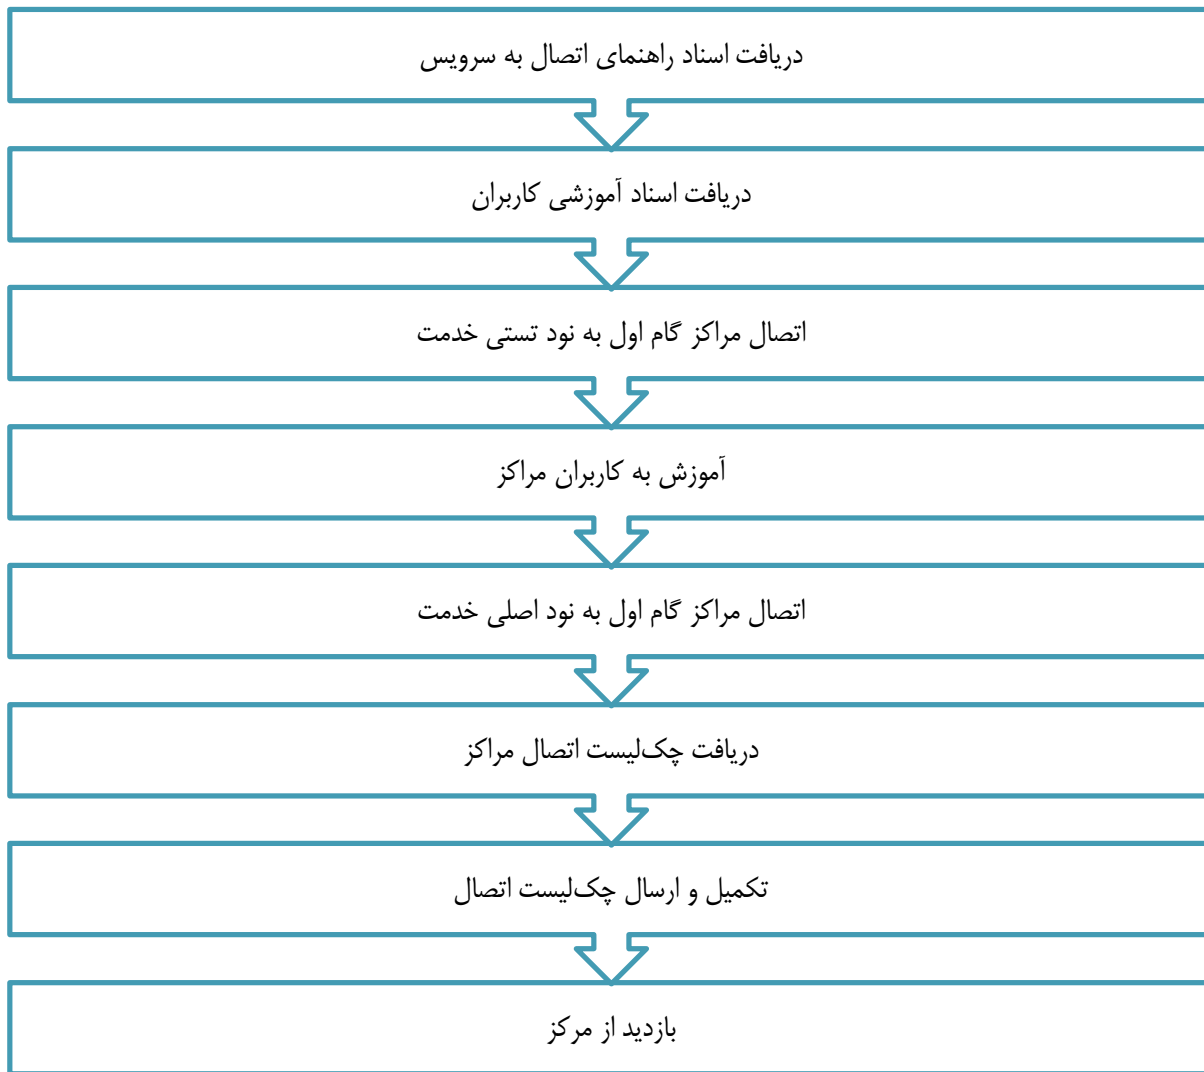 دریافت اسناد راهنمای اتصال به سرویس
دریافت اسناد آموزشی کاربران
اتصال مراکز گام اول به نود تستی خدمت
آموزش به کاربران مراکز
اتصال مراکز گام اول به نود اصلی خدمت
دریافت چک‌لیست اتصال مراکز
تکمیل و ارسال چک‌لیست اتصال
بازدید از مرکز